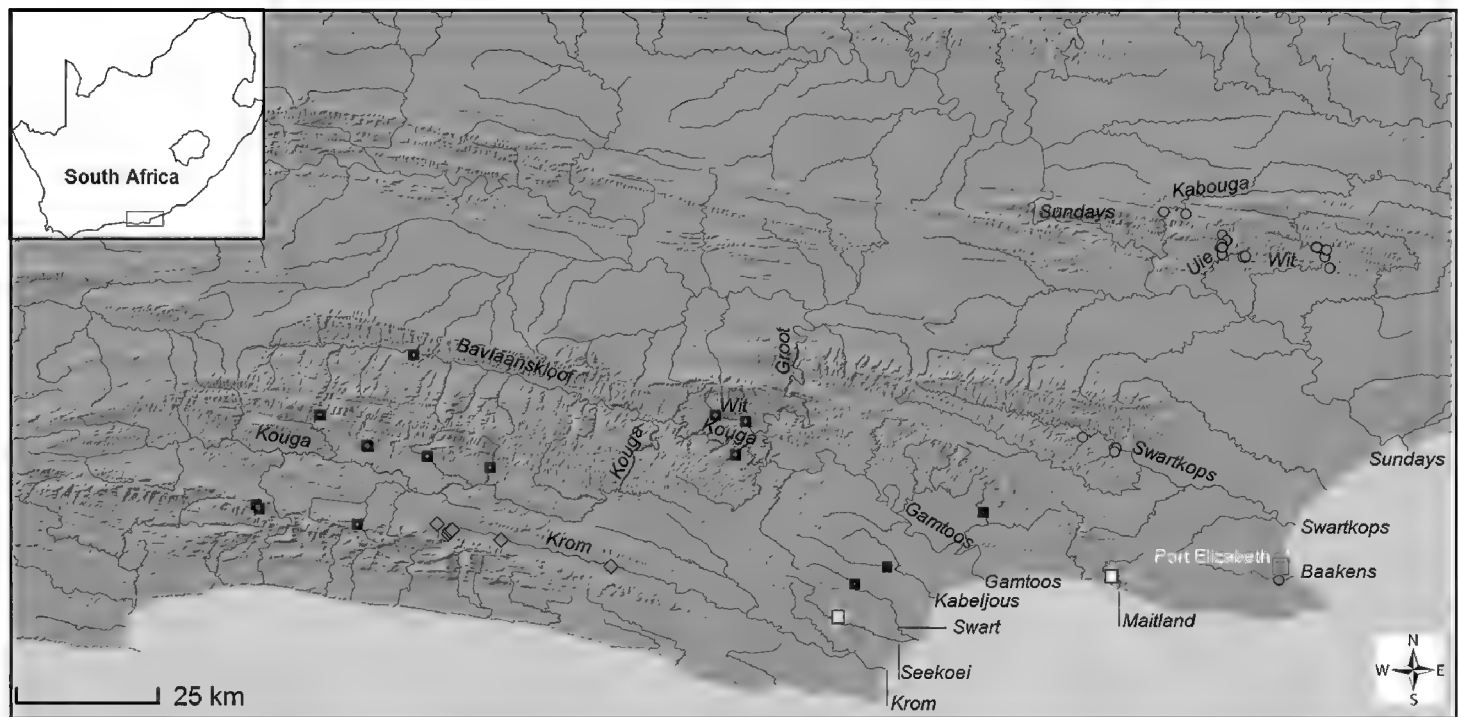 South Africa
Kabouga
Sundays
Uie
Wit
Groot
Baviaanskloof
Wit
Kouga
Kouga
Kouga
Swartkops
Sundays
Gamtoos
Krom
Swartkops
Port Elizabeth
Baakens
Gamtoos
Kabeljous
Maitland
Swart
Seekoei
Krom
N
W E
S
25 km